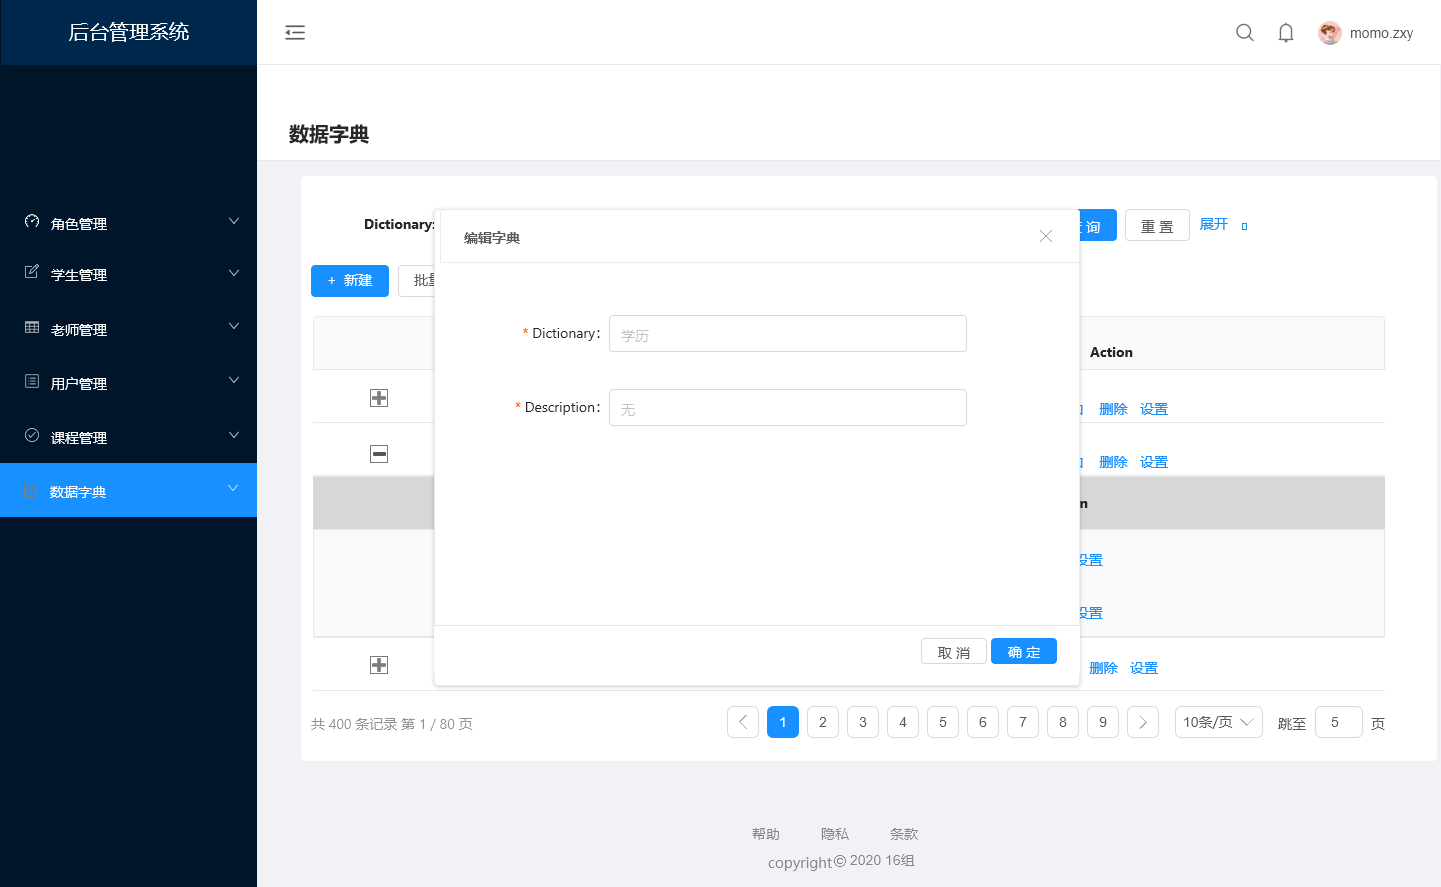 后台管理系统
momo.zxy
数据字典
角色管理
学生管理
老师管理
用户管理
课程管理
数据字典
Dictionary:
询
重 置
展开
+ 新建
批量
编辑字典
* Dictionary:
学历
* Description:
无
取 消
确 定
Action
删除 设置
删除 设置
n
设置
设置
删除 设置
共 400 条记录 第 1 / 80 页
1 2 3 4 5 6 7 8 9
10条/页
跳至 5 页
帮助 隐私 条款
copyright© 2020 16组